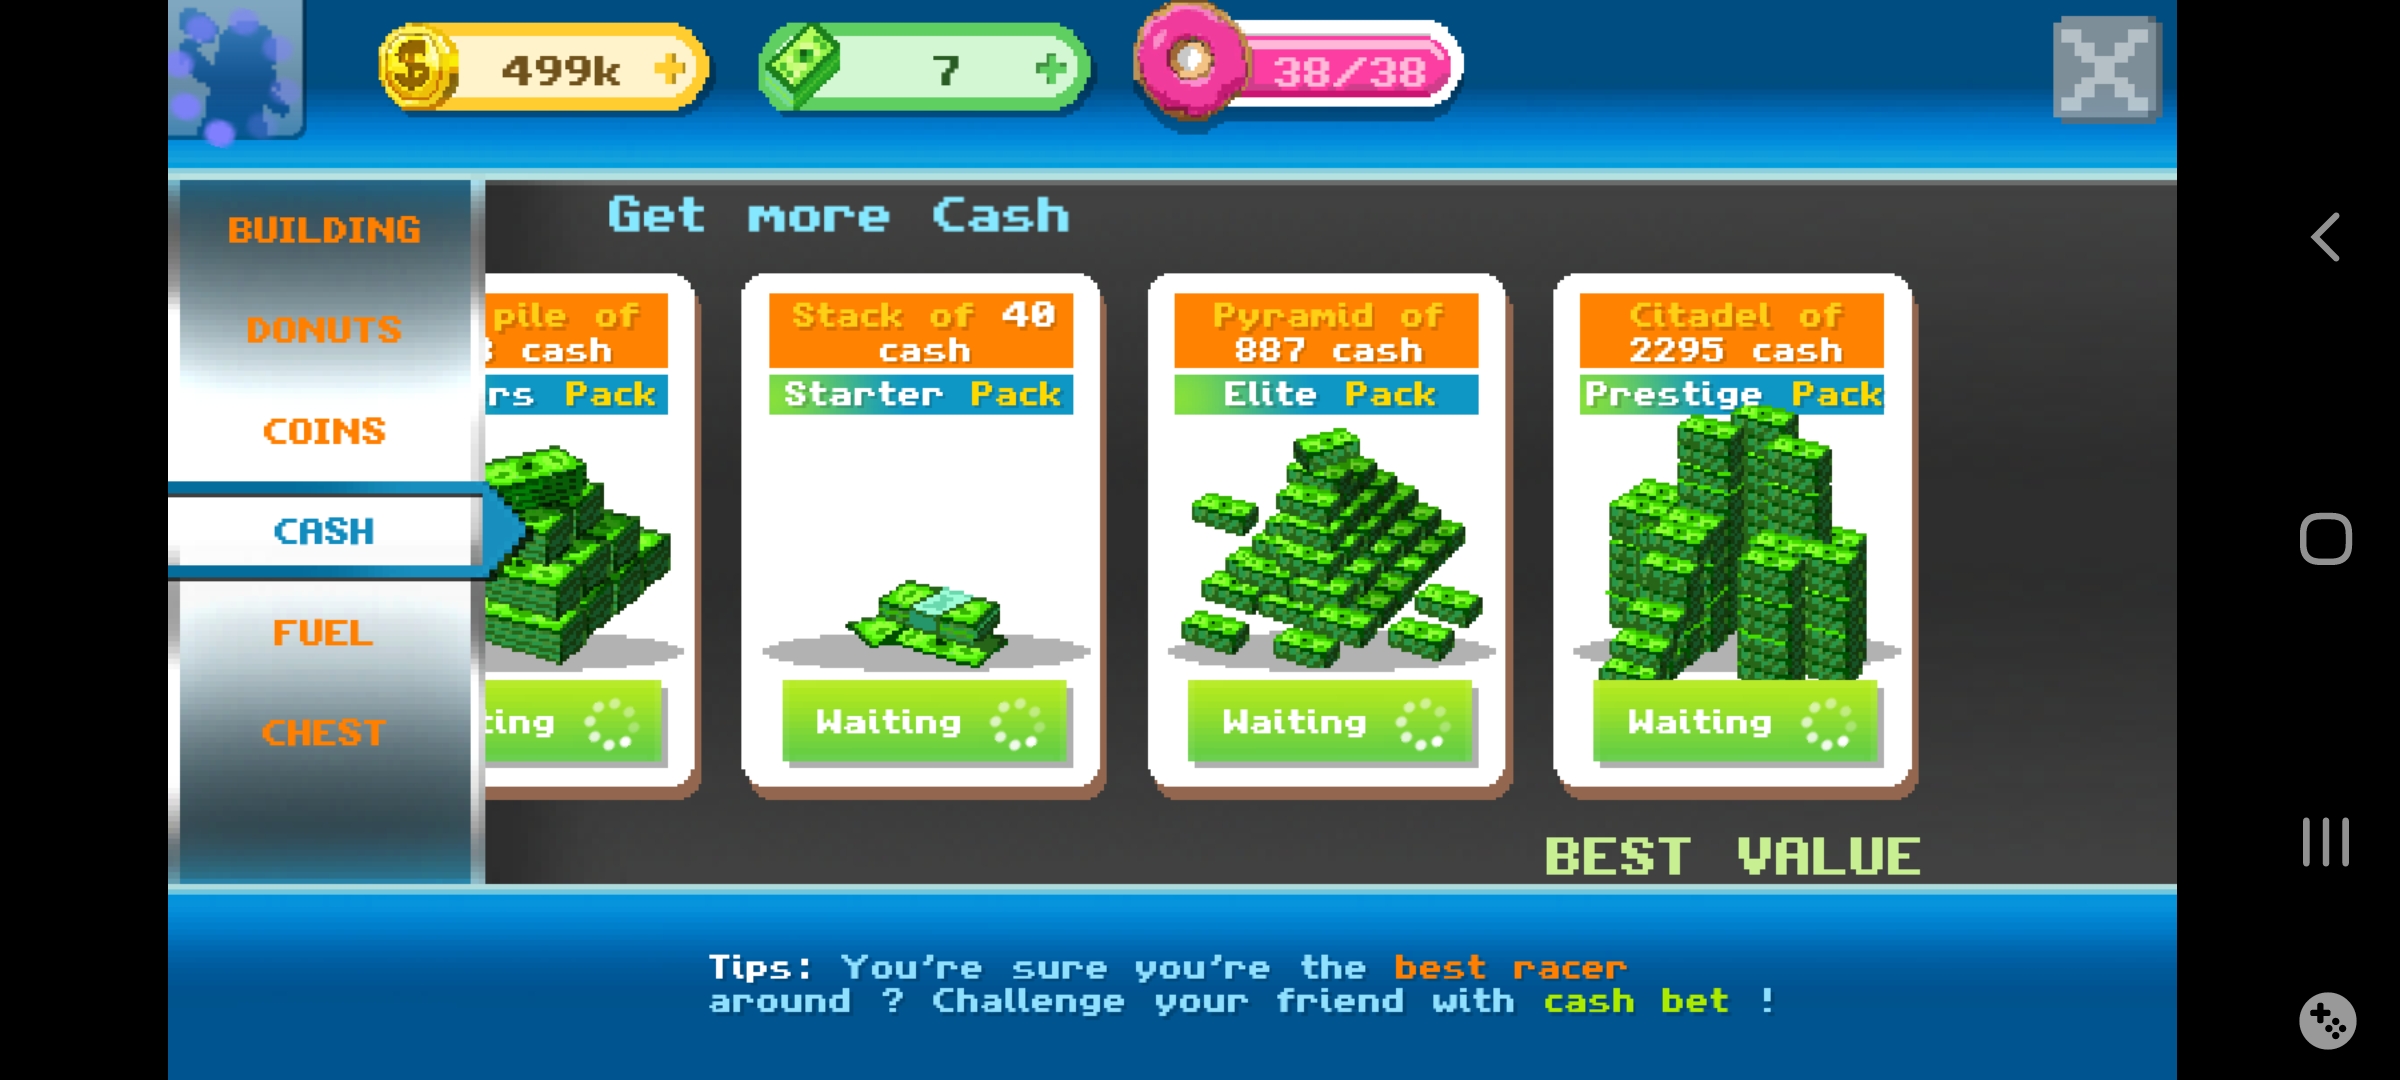 499k
7
38/38
BUILDING
DONUTS
COINS
CASH
FUEL
CHEST
Get more Cash
pile of
cash
Pack
Stack of 40
cash
Starter Pack
Waiting
Pyramid of
887 cash
Elite Pack
Waiting
Citadel of
2295 cash
Prestige Pack
Waiting
BEST VALUE
Tips: You're sure you're the best racer
around ? Challenge your friend with cash bet !